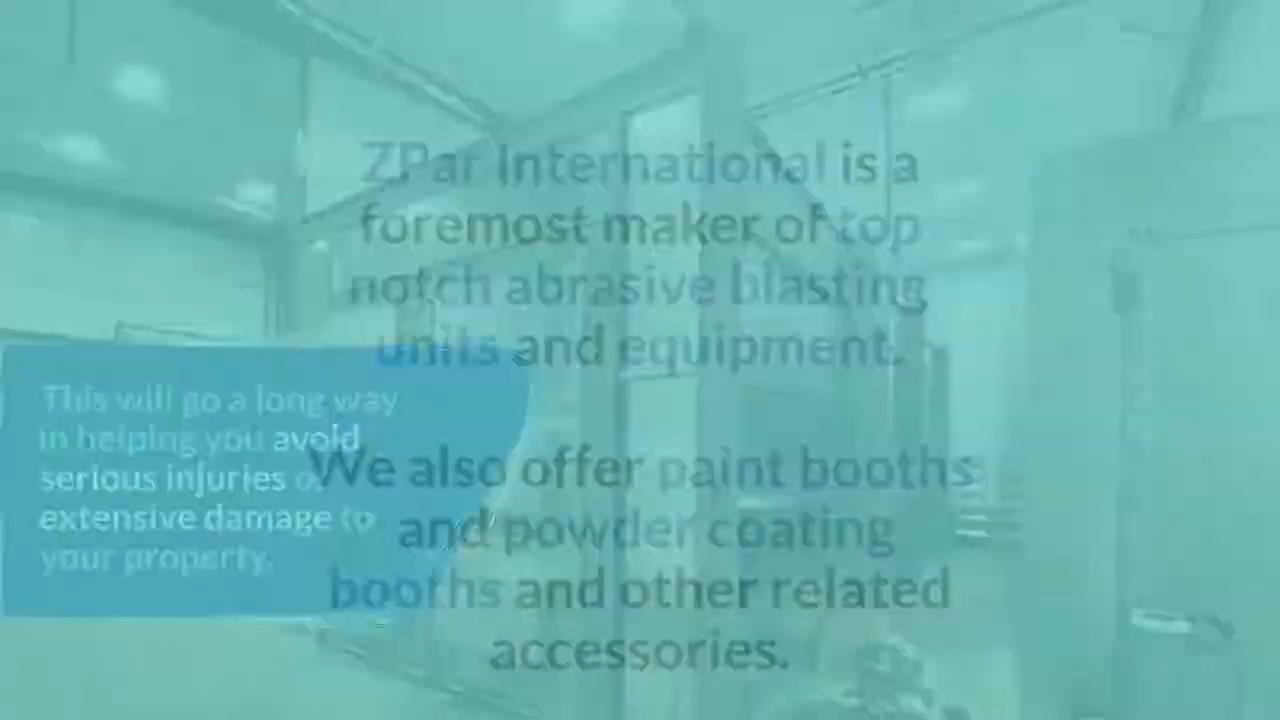 ZPar International is a
foremost maker of top
notch abrasive blasting
units and equipment.
This will go a long way
in helping you avoid
serious injuries or
extensive damage to
your property.
We also offer paint booths
and powder coating
booths and other related
accessories.